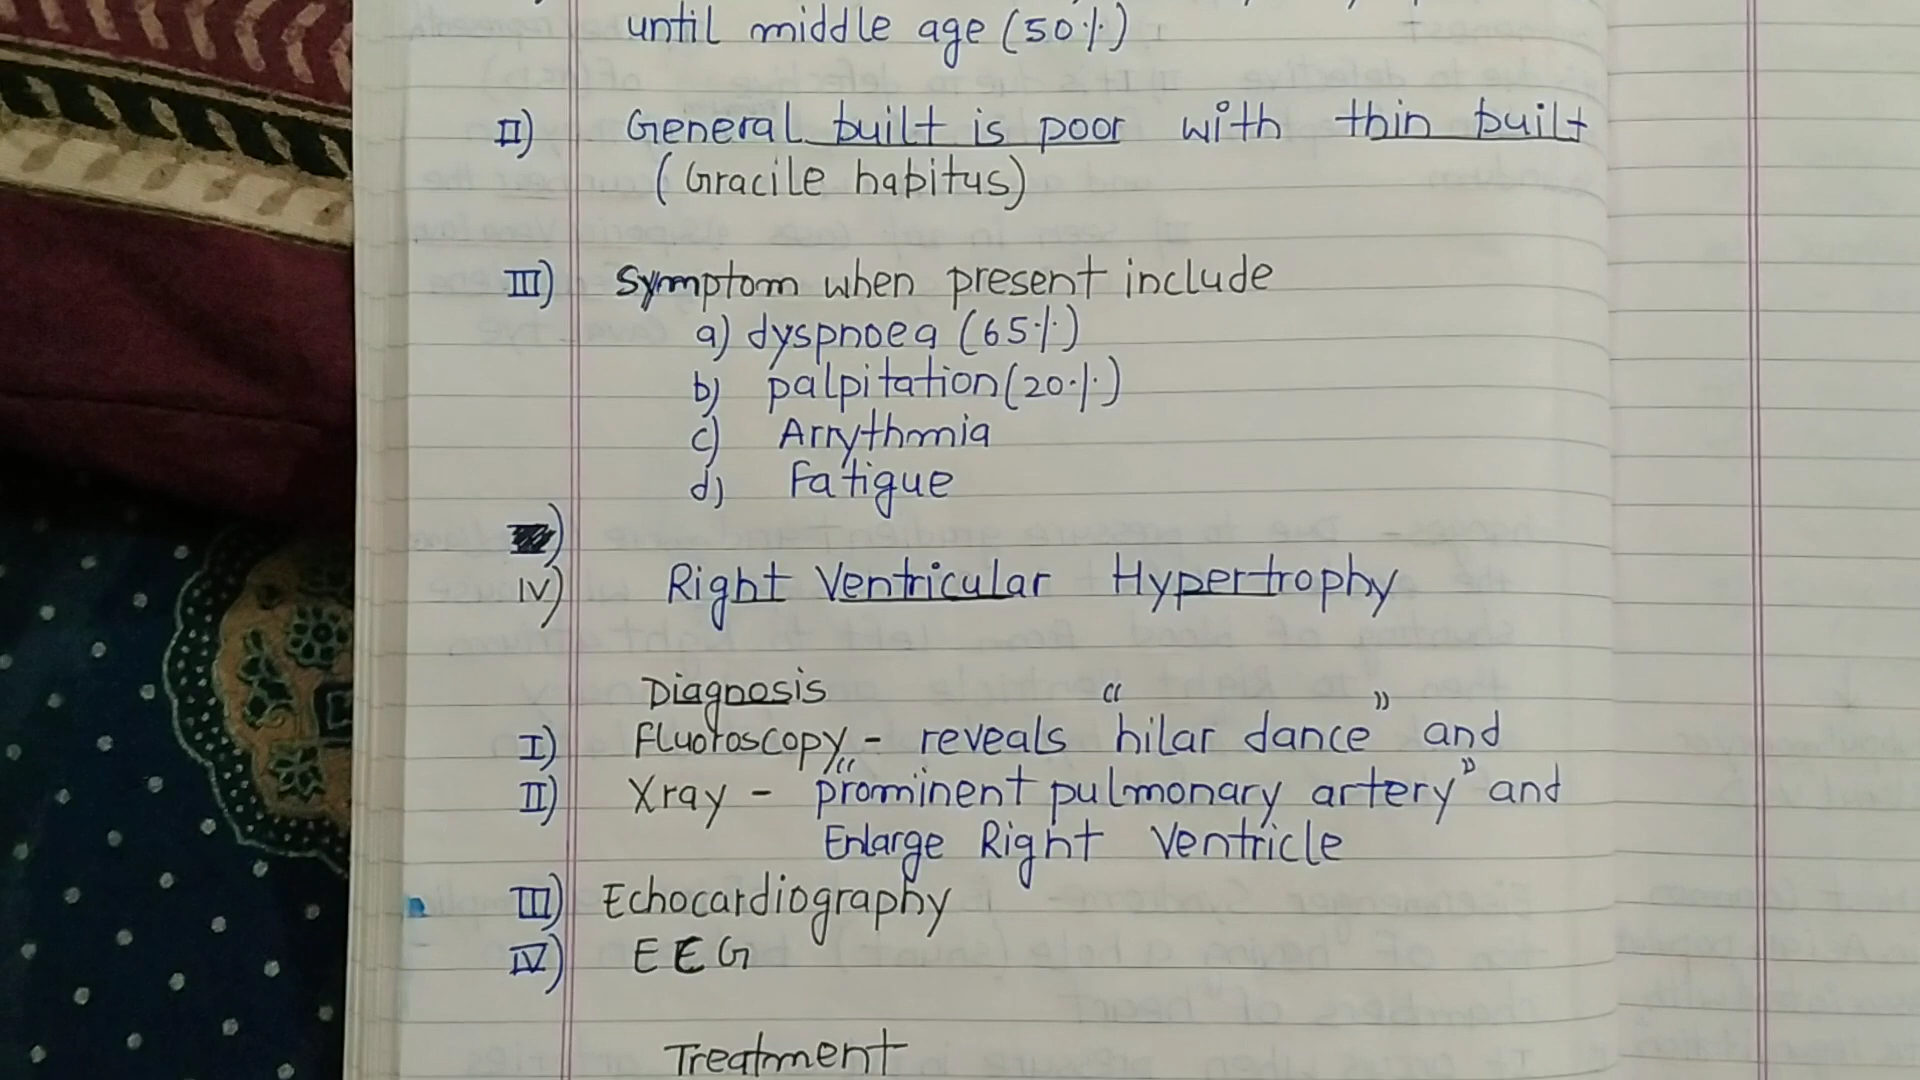 until middle age (50%)
II) General built is poor with thin built
(Gracile habitus)
III) Symptom when present include
a) dyspnoea (65%)
b) palpitation (20%)
c) Arrythmia
d) Fatigue
IV) Right Ventricular Hypertrophy
Diagnosis
I) Fluoroscopy - reveals "hilar dance" and
II) Xray - "prominent pulmonary artery" and
Enlarge Right Ventricle
III) Echocardiography
IV) EEG
Treatment